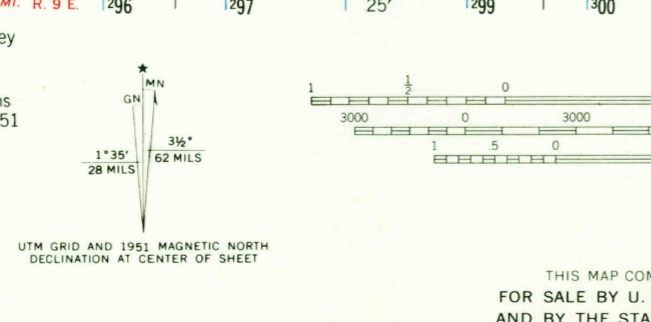 MI. R. 9 E. 296 297 25' 299 300
ey
ns
51
★
MN
GN
1°35'
28 MILS
3½°
62 MILS
UTM GRID AND 1951 MAGNETIC NORTH
DECLINATION AT CENTER OF SHEET
1 ½ 0
3000 0 3000
1 .5 0
THIS MAP COM
FOR SALE BY U.
AND BY THE STA